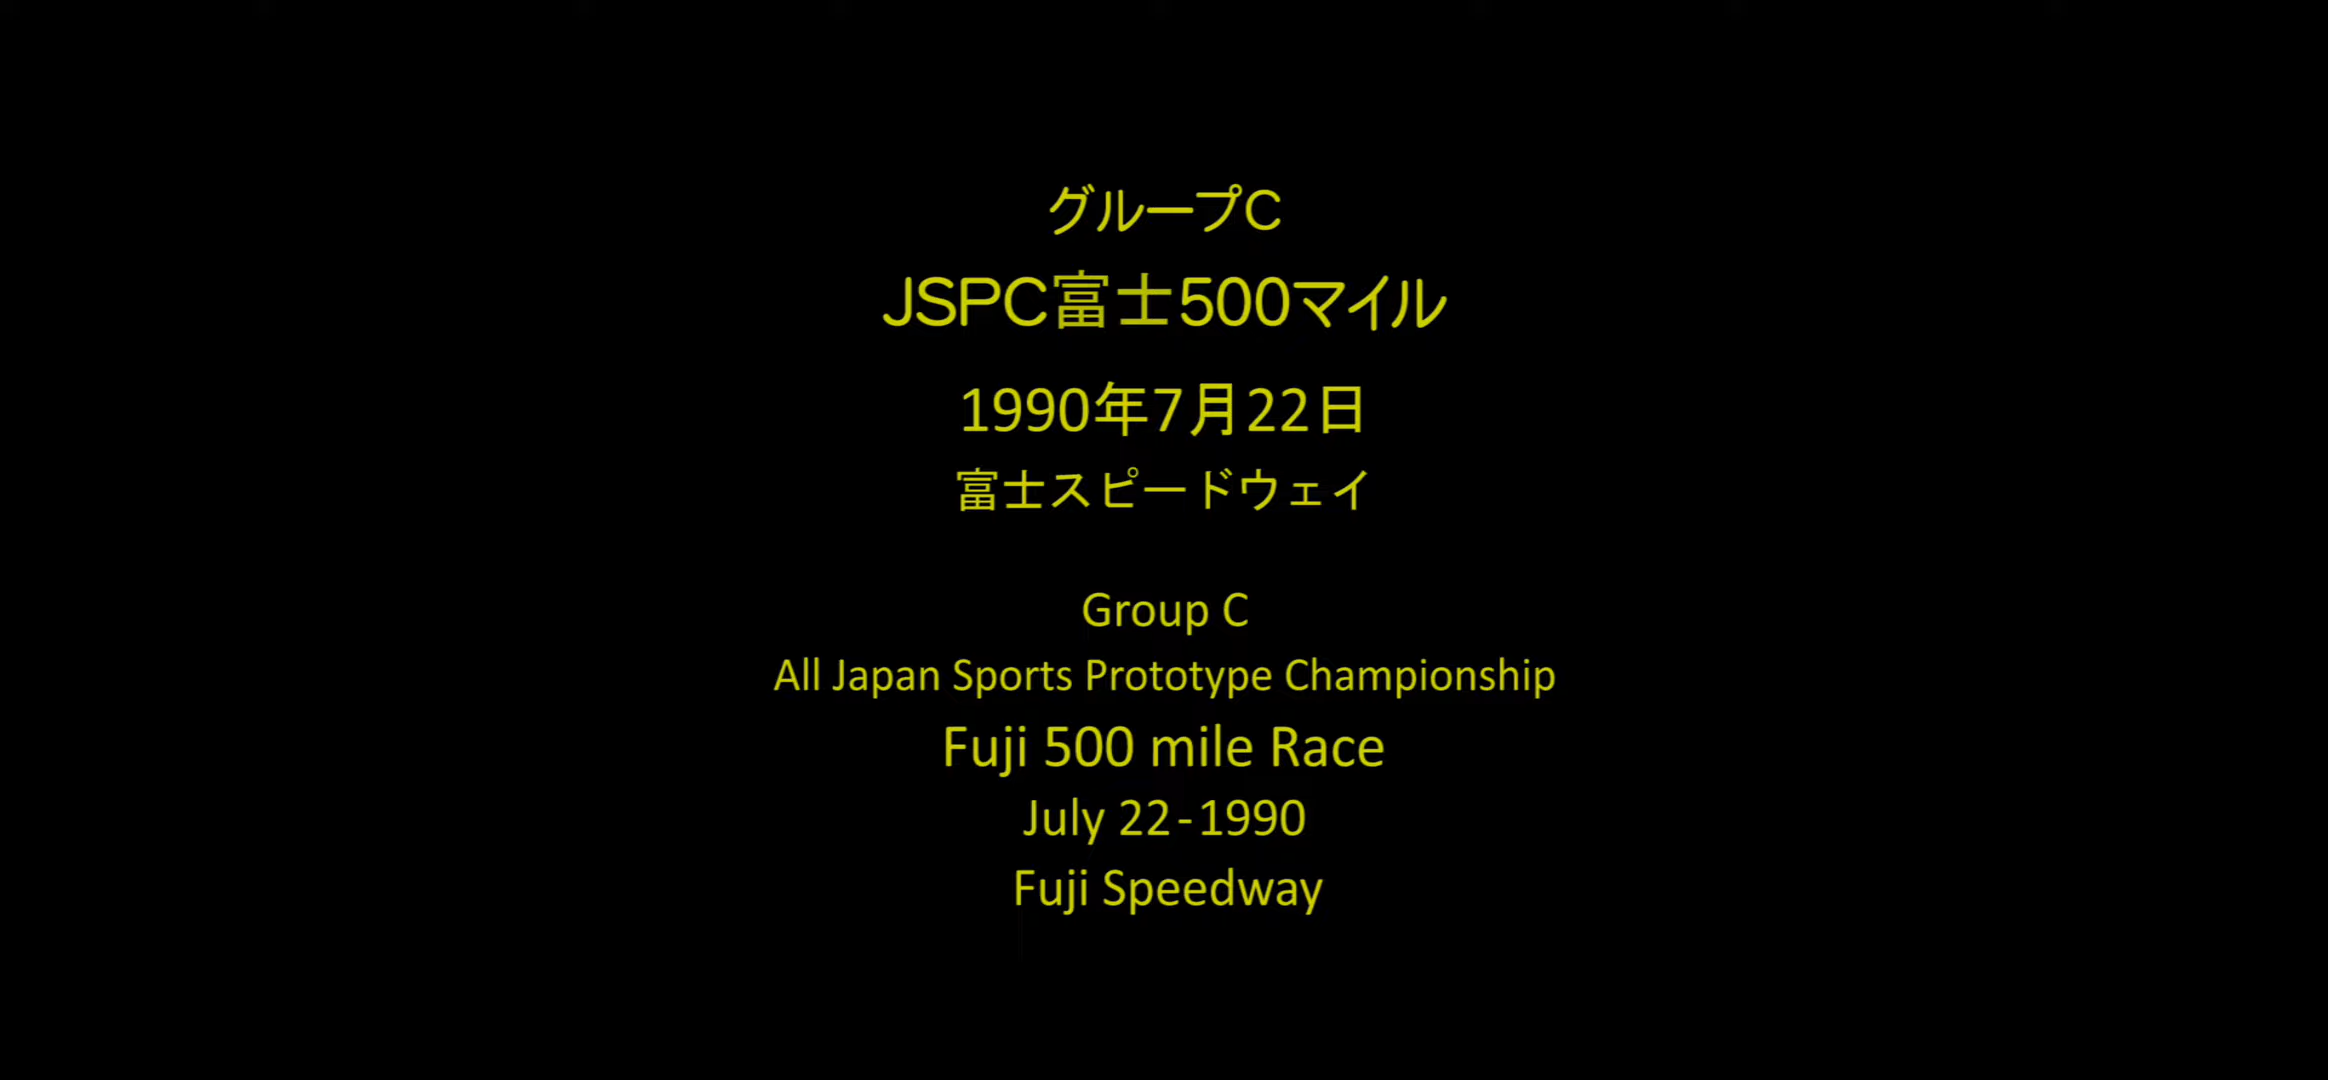 グループC
JSPC富士500マイル
1990年7月22日
富士スピードウェイ
Group C
All Japan Sports Prototype Championship
Fuji 500 mile Race
July 22-1990
Fuji Speedway